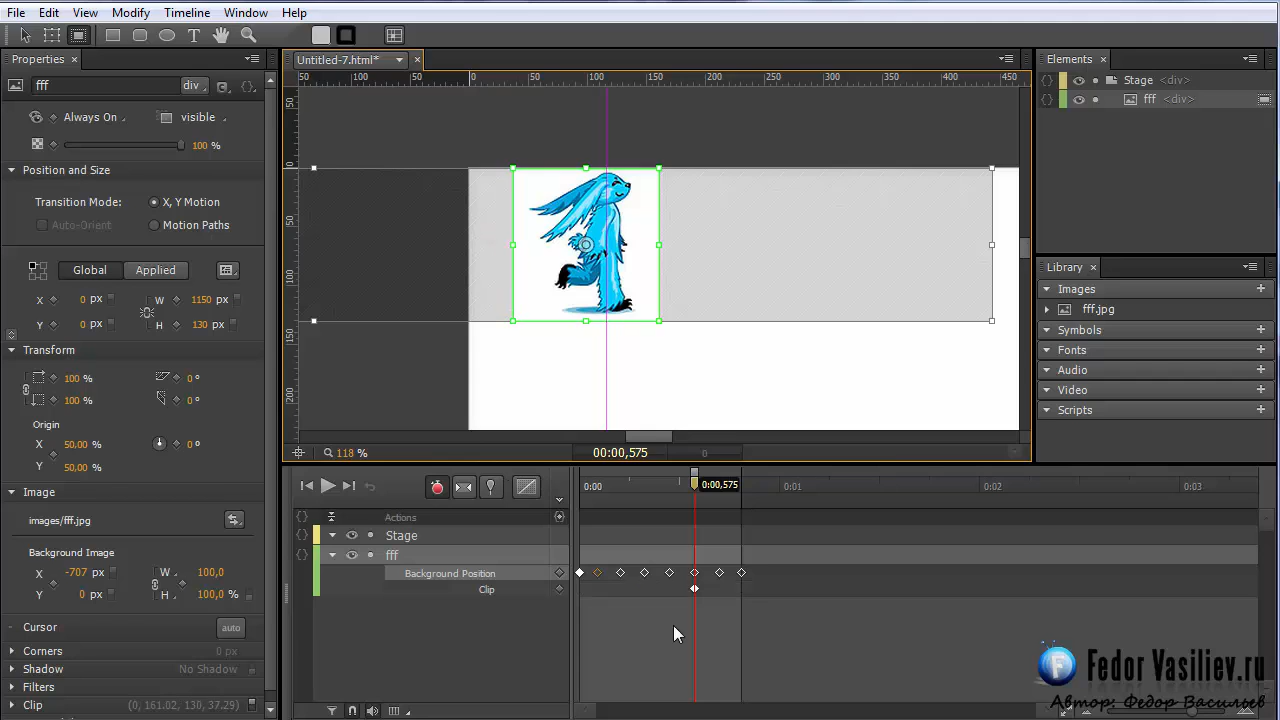 File Edit View Modify Timeline Window Help
Properties
fff div
Always On visible
100 %
Position and Size
Transition Mode: X, Y Motion
Auto-Orient Motion Paths
Global Applied
X 0 px W 1150 px
Y 0 px H 130 px
Transform
100 % 0 º
100 % 0 º
Origin
X 50,00 % 0 º
Y 50,00 %
Image
images/fff.jpg
Background Image
X -707 px W 100,0
Y 0 px H 100,0 %
Cursor auto
Corners 0 px
Shadow No Shadow
Filters
Clip (0, 161.02, 130, 37.29)
Untitled-7.html*
50 100 50 0 50 100 150 200 250 300 350 400 450
50
0
50
100
150
200
118 % 00:00,575 0
0:00 0:00,575 0:01 0:02 0:03
Actions
Stage
fff
Background Position
Clip
Elements
Stage <div>
fff <div>
Library
Images
fff.jpg
Symbols
Fonts
Audio
Video
Scripts
Fedor Vasiliev.ru
Автор: Федор Васильев